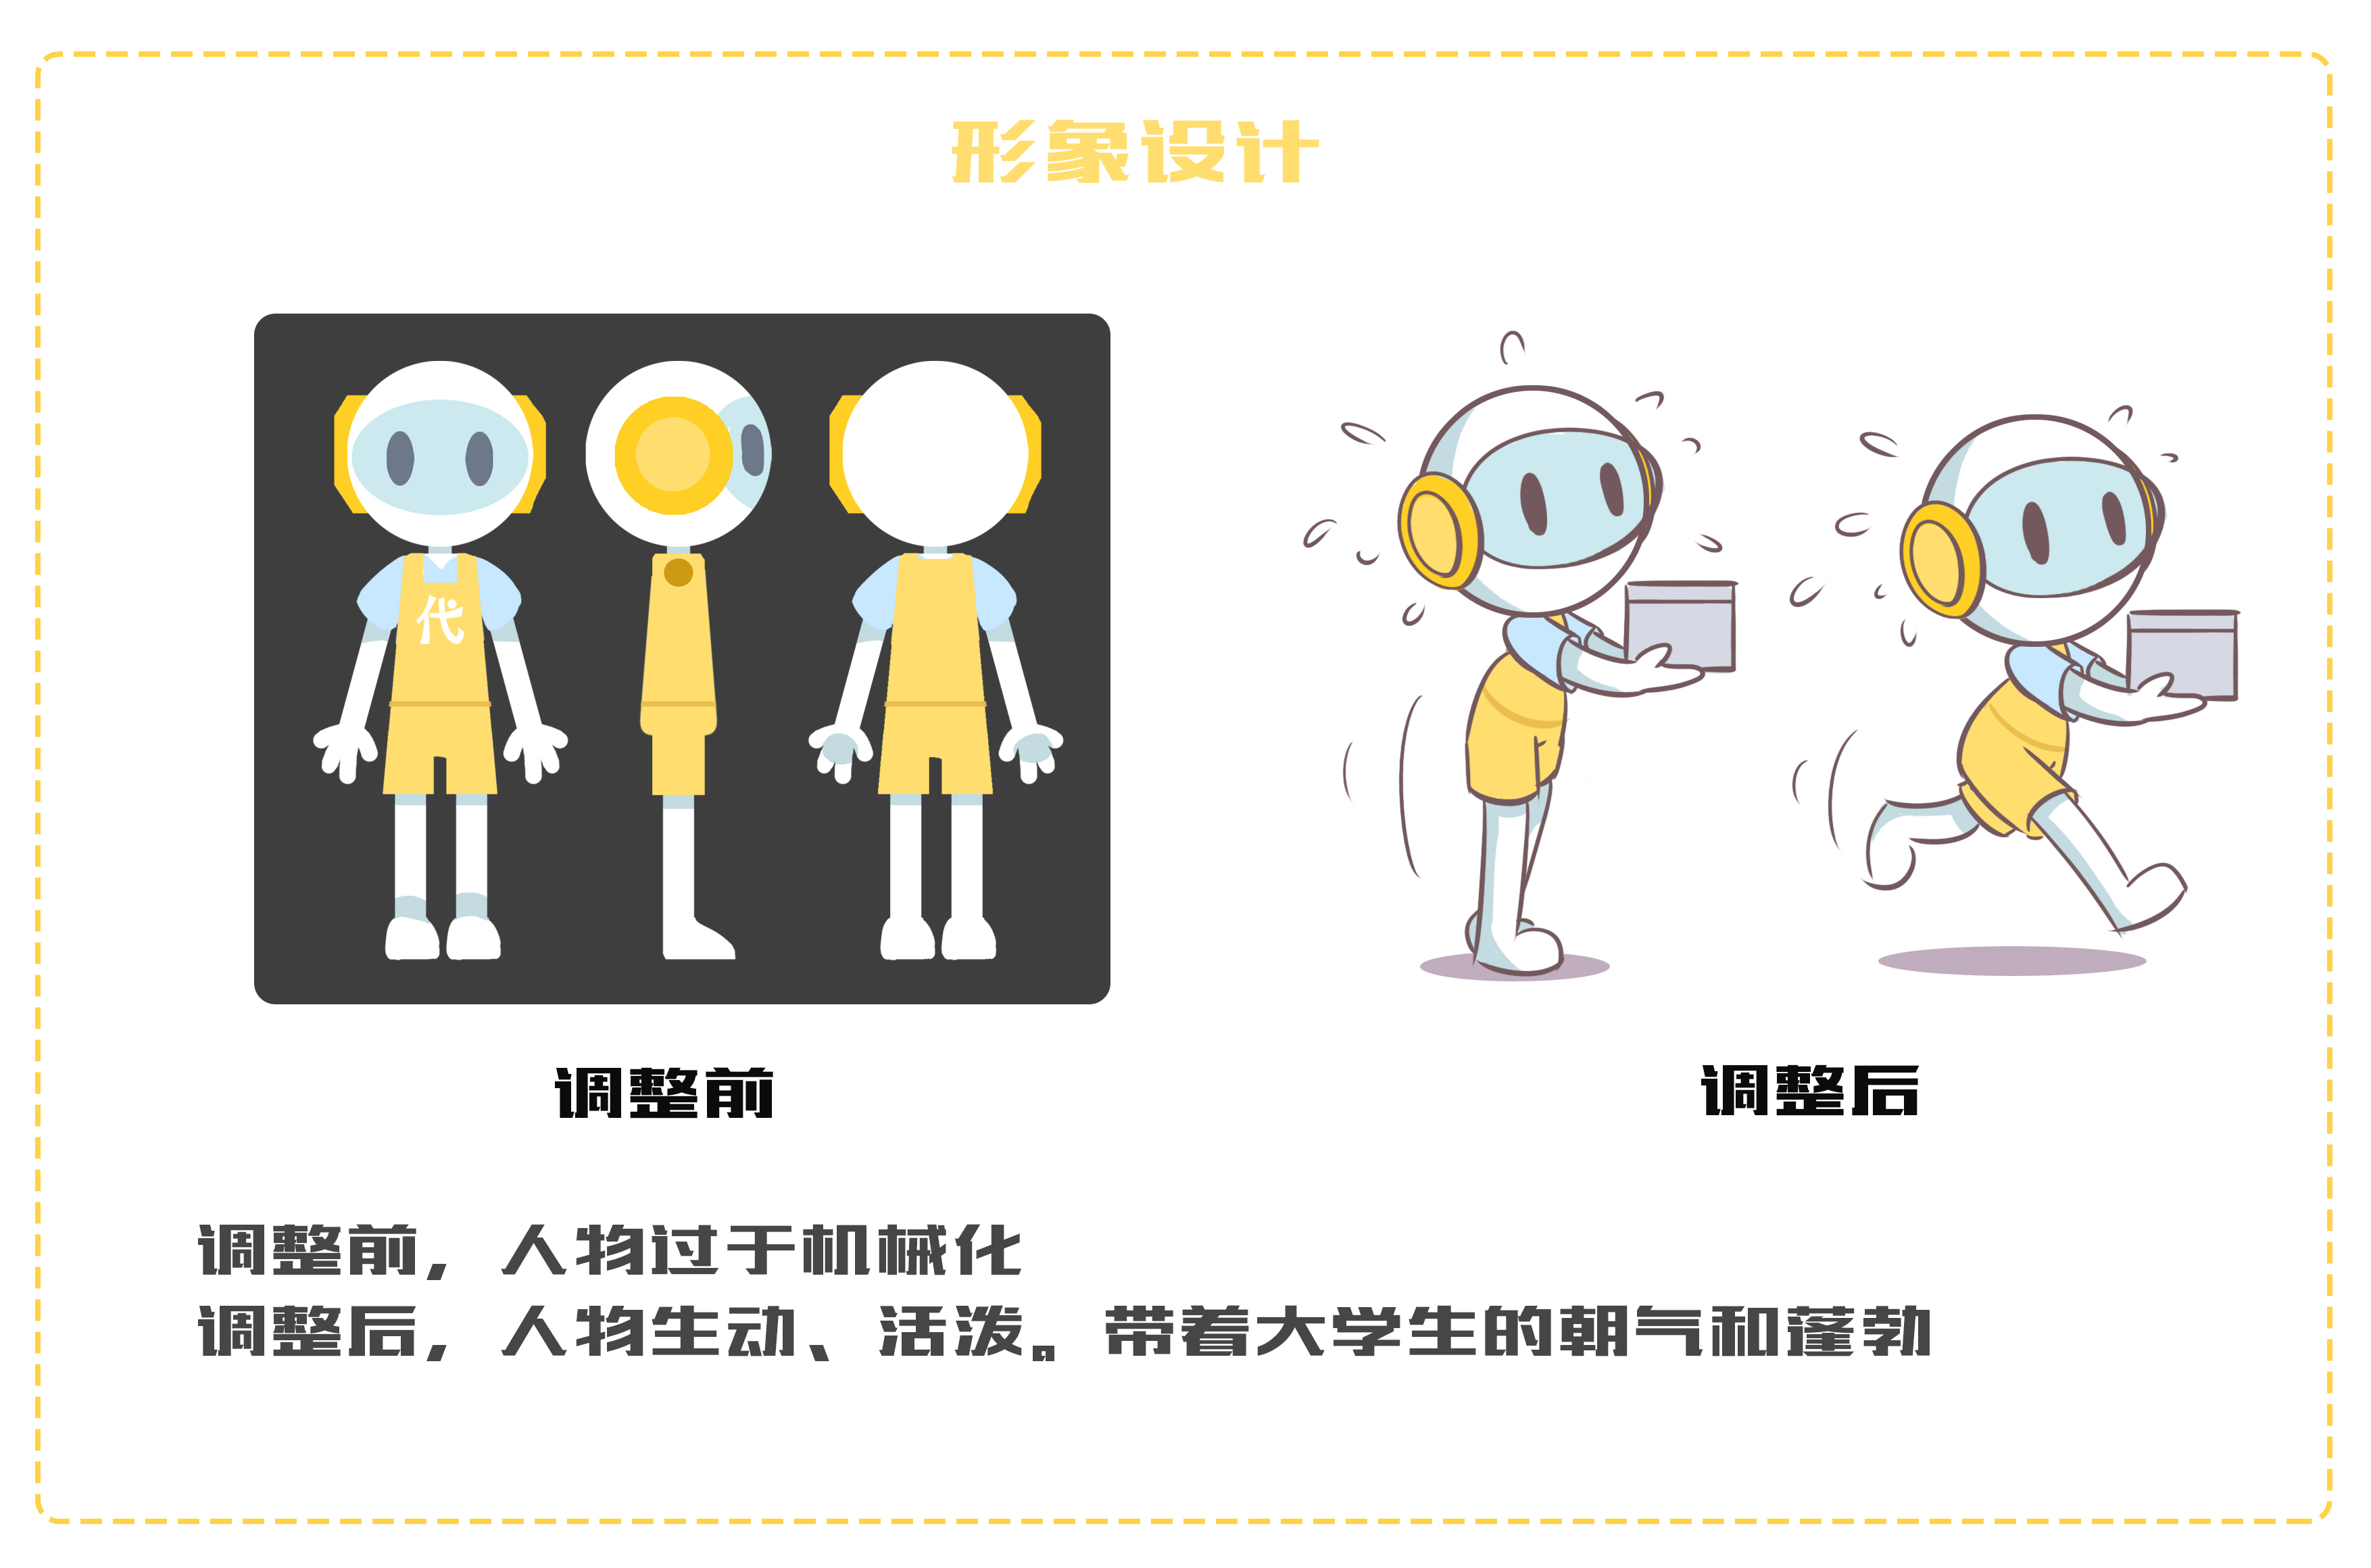 形象设计
代
调整前
调整后
调整前，人物过于机械化
调整后，人物生动、活泼。带着大学生的朝气和蓬勃